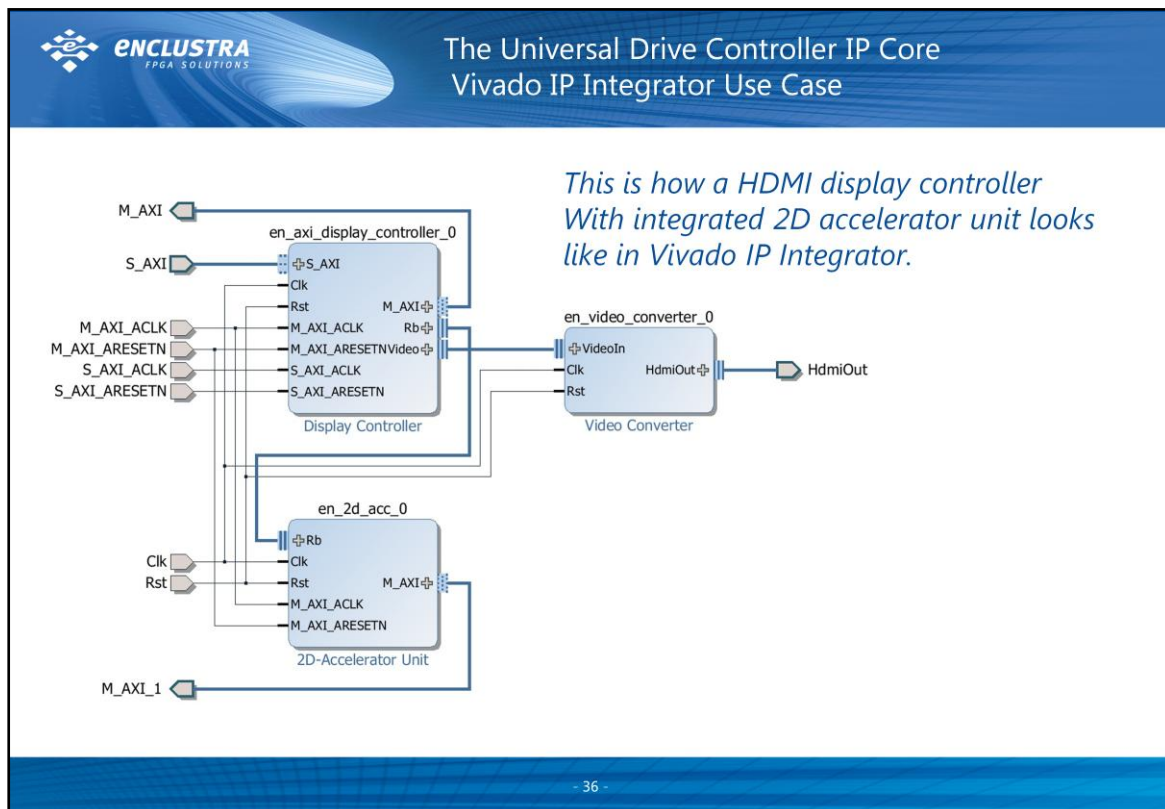 ENCLUSTRA
FPGA SOLUTIONS
The Universal Drive Controller IP Core
Vivado IP Integrator Use Case
This is how a HDMI display controller
With integrated 2D accelerator unit looks
like in Vivado IP Integrator.
M_AXI
S_AXI
M_AXI_ACLK
M_AXI_ARESETN
S_AXI_ACLK
S_AXI_ARESETN
en_axi_display_controller_0
S_AXI
Clk
Rst
M_AXI
M_AXI_ACLK
Rb
M_AXI_ARESETN
Video
S_AXI_ACLK
S_AXI_ARESETN
Display Controller
en_video_converter_0
VideoIn
Clk
HdmiOut
Rst
Video Converter
HdmiOut
en_2d_acc_0
Rb
Clk
Rst
M_AXI
M_AXI_ACLK
M_AXI_ARESETN
2D-Accelerator Unit
Clk
Rst
M_AXI_1
- 36 -